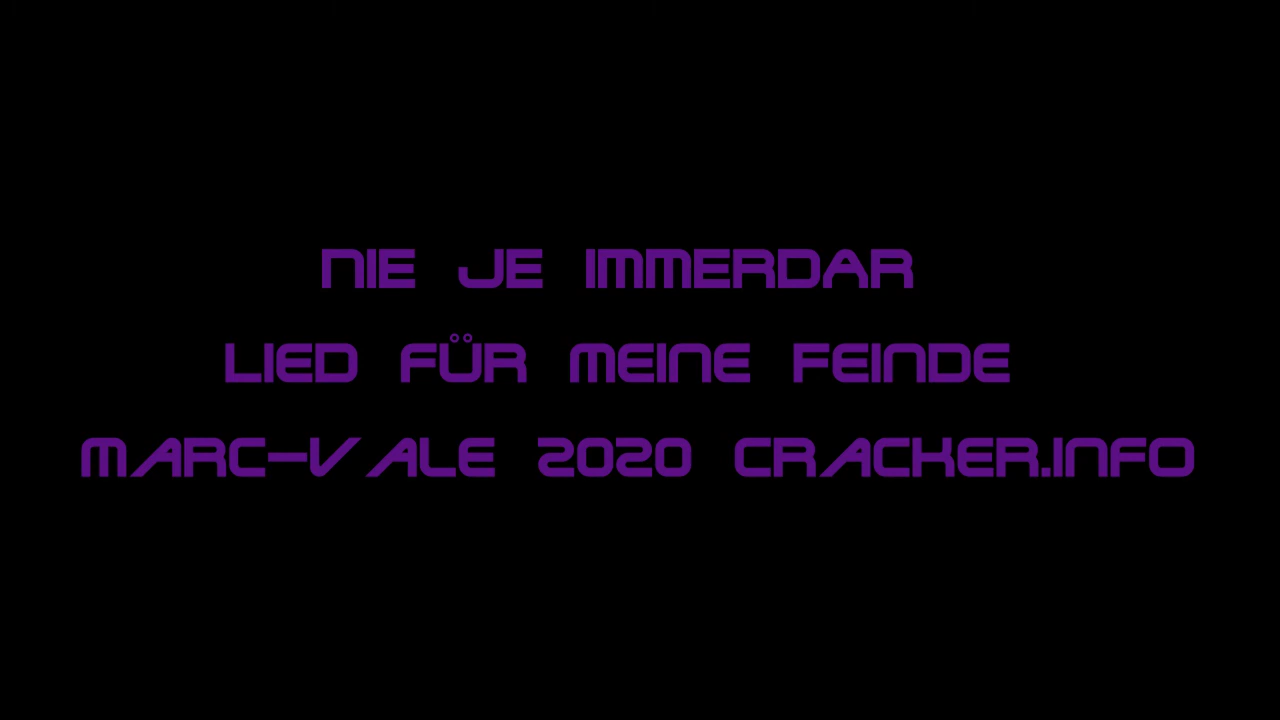 NIE JE IMMERDAR
LIED FÜR MEINE FEINDE
MARC-VALE 2020 CRACKER.INFO